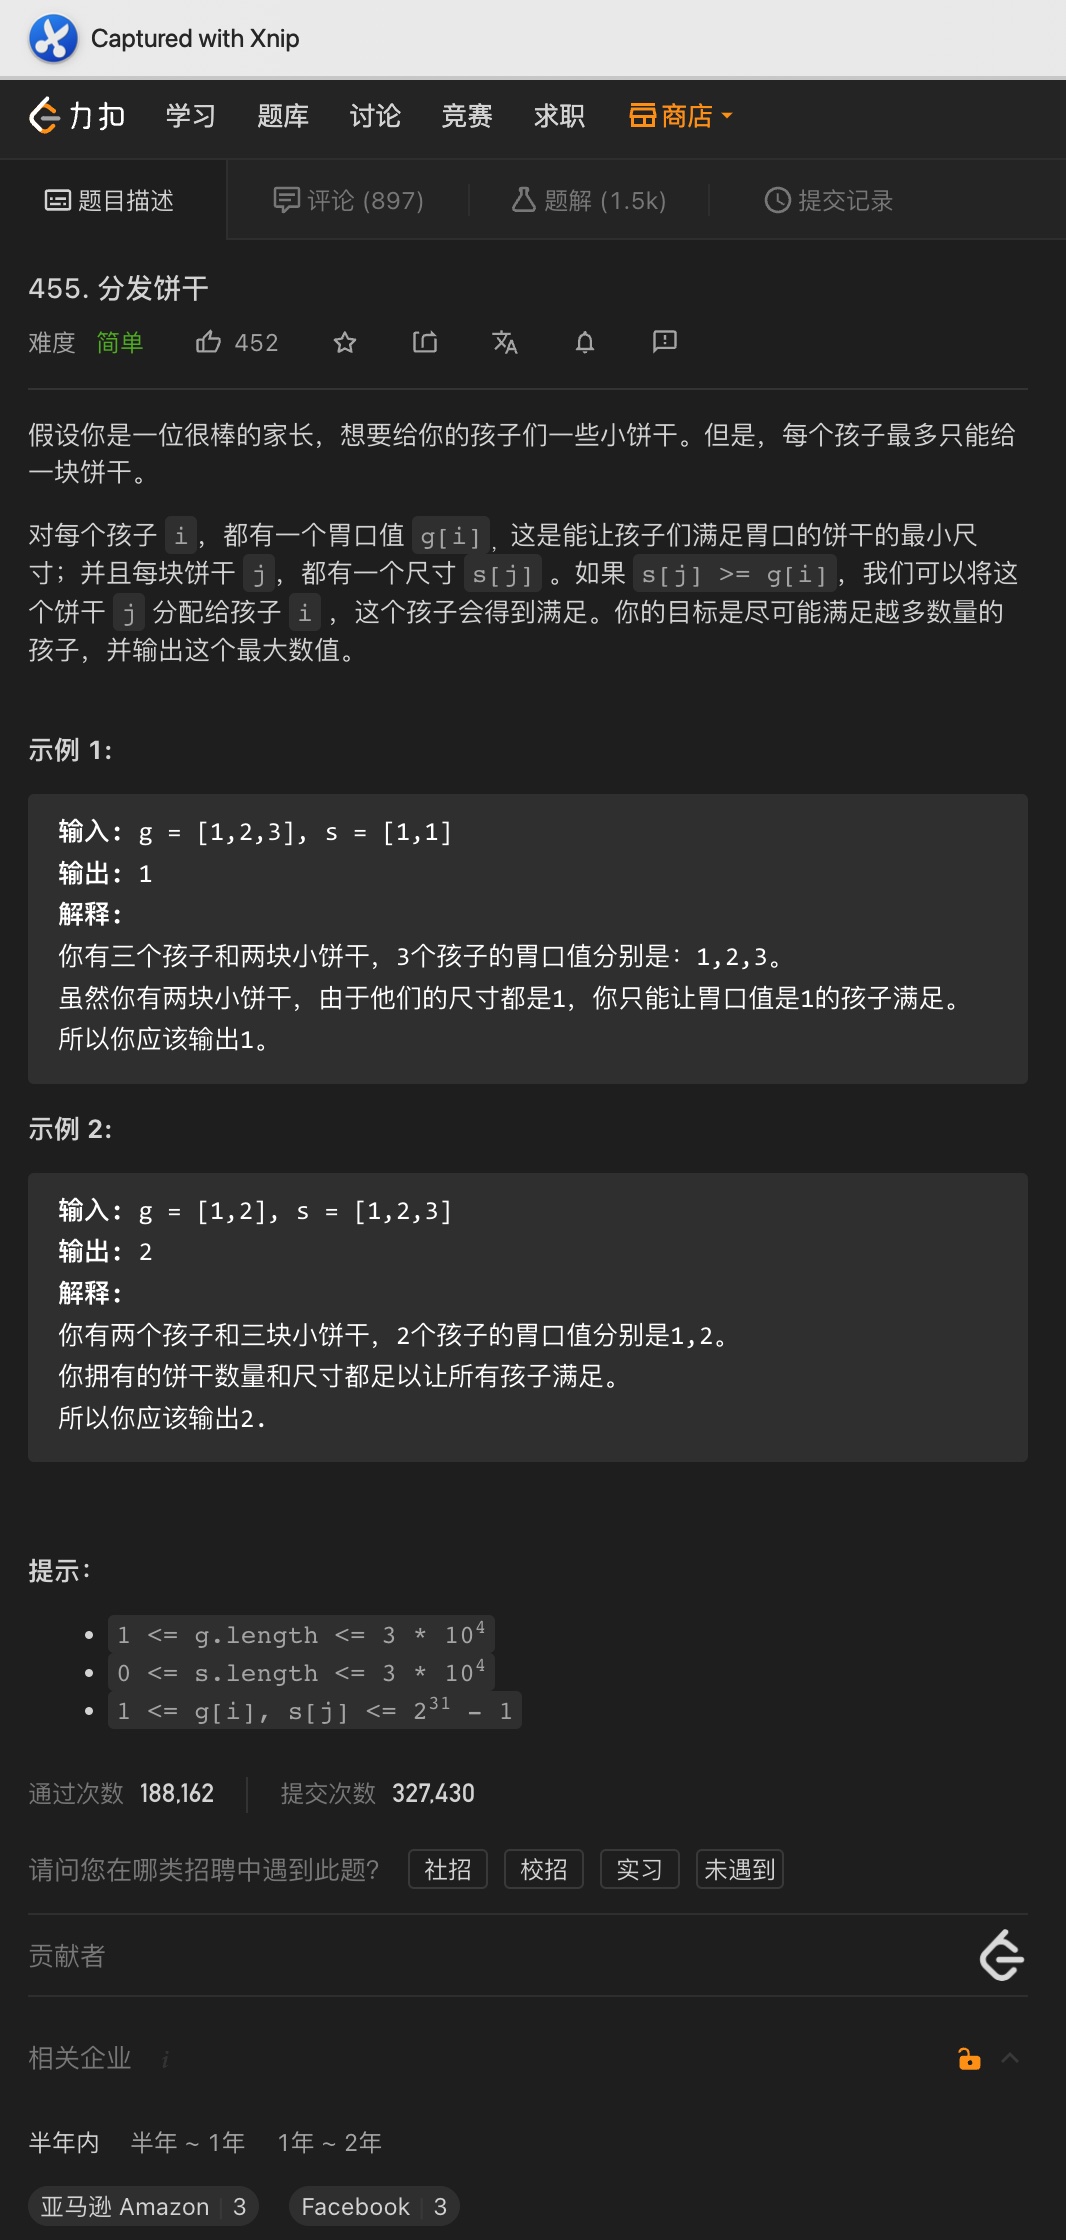 Captured with Xnip
力扣 学习 题库 讨论 竞赛 求职 商店
题目描述 评论 (897) 题解 (1.5k) 提交记录
455. 分发饼干
难度 简单 452
假设你是一位很棒的家长，想要给你的孩子们一些小饼干。但是，每个孩子最多只能给
一块饼干。
对每个孩子 i，都有一个胃口值 g[i]，这是能让孩子们满足胃口的饼干的最小尺
寸；并且每块饼干 j，都有一个尺寸 s[j] 。如果 s[j] >= g[i]，我们可以将这
个饼干 j 分配给孩子 i ，这个孩子会得到满足。你的目标是尽可能满足越多数量的
孩子，并输出这个最大数值。
示例 1:
输入: g = [1,2,3], s = [1,1]
输出: 1
解释:
你有三个孩子和两块小饼干，3个孩子的胃口值分别是：1,2,3。
虽然你有两块小饼干，由于他们的尺寸都是1，你只能让胃口值是1的孩子满足。
所以你应该输出1。
示例 2:
输入: g = [1,2], s = [1,2,3]
输出: 2
解释:
你有两个孩子和三块小饼干，2个孩子的胃口值分别是1,2。
你拥有的饼干数量和尺寸都足以让所有孩子满足。
所以你应该输出2.
提示：
1 <= g.length <= 3 * 10⁴
0 <= s.length <= 3 * 10⁴
1 <= g[i], s[j] <= 2³¹ - 1
通过次数 188,162 提交次数 327,430
请问您在哪类招聘中遇到此题？ 社招 校招 实习 未遇到
贡献者
相关企业 i
半年内 半年 ~ 1年 1年 ~ 2年
亚马逊 Amazon 3 Facebook 3